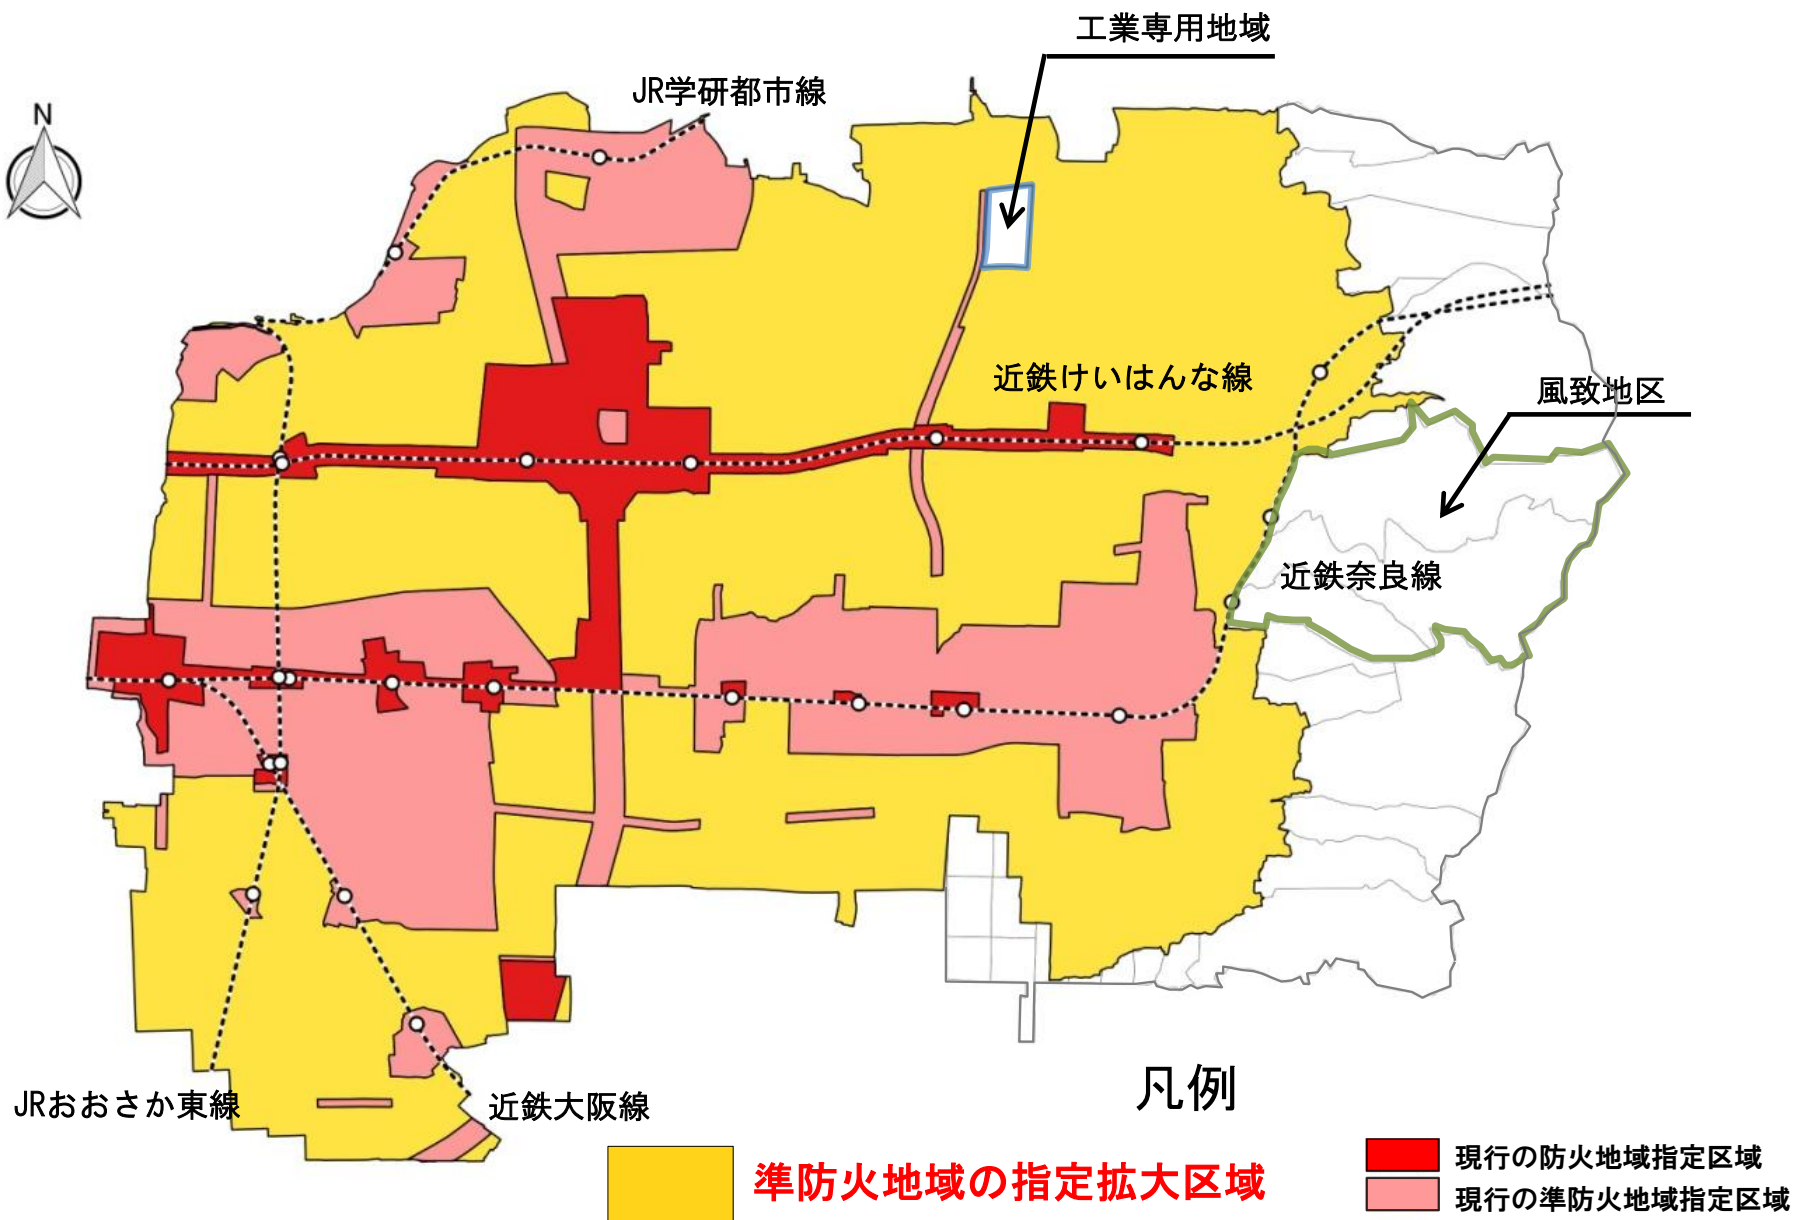 工業専用地域
JR学研都市線
N
近鉄けいはんな線
風致地区
近鉄奈良線
凡例
JRおおさか東線
近鉄大阪線
準防火地域の指定拡大区域
現行の防火地域指定区域
現行の準防火地域指定区域